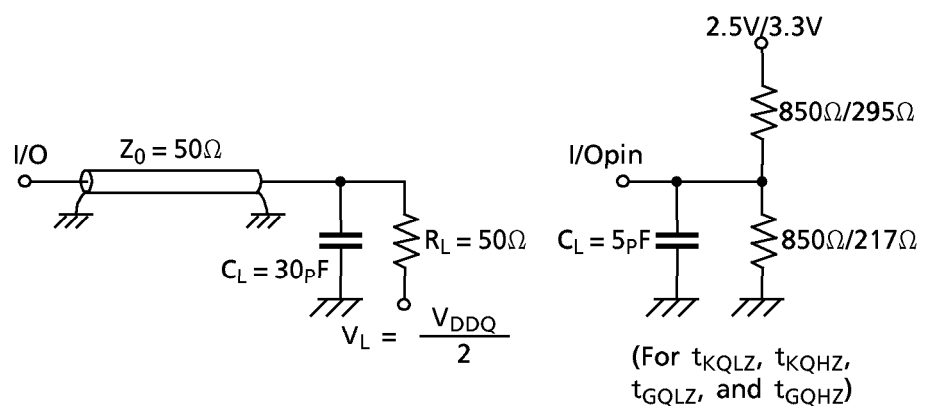 I/O
Z0 = 50Ω
CL = 30PF
RL = 50Ω
VL = VDDQ
2
2.5V/3.3V
850Ω/295Ω
I/Opin
CL = 5PF
850Ω/217Ω
(For tKQLZ, tKQHZ,
tGQLZ, and tGQHZ)